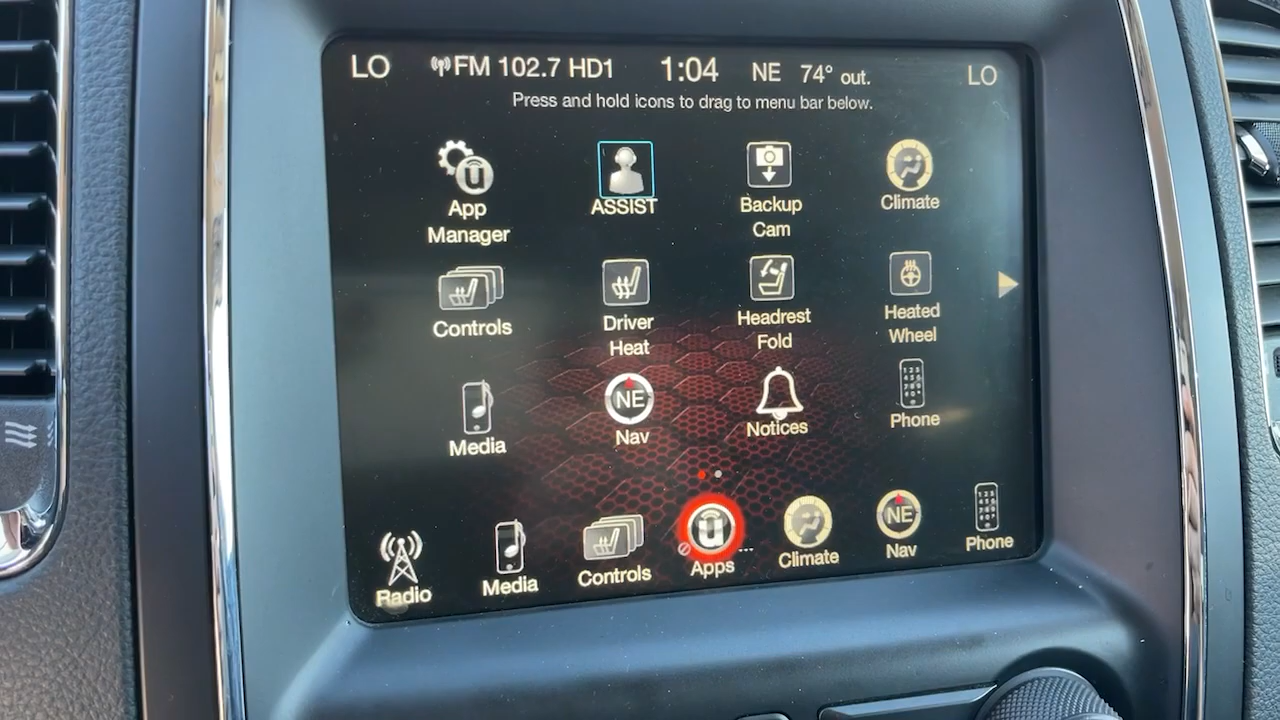 LO FM 102.7 HD1 1:04 NE 74° out. LO
Press and hold icons to drag to menu bar below.
App
Manager
ASSIST
Backup
Cam
Climate
Controls
Driver
Heat
Headrest
Fold
Heated
Wheel
Media
NE
Nav
Notices
Phone
Radio
Media
Controls
Apps
Climate
NE
Nav
Phone